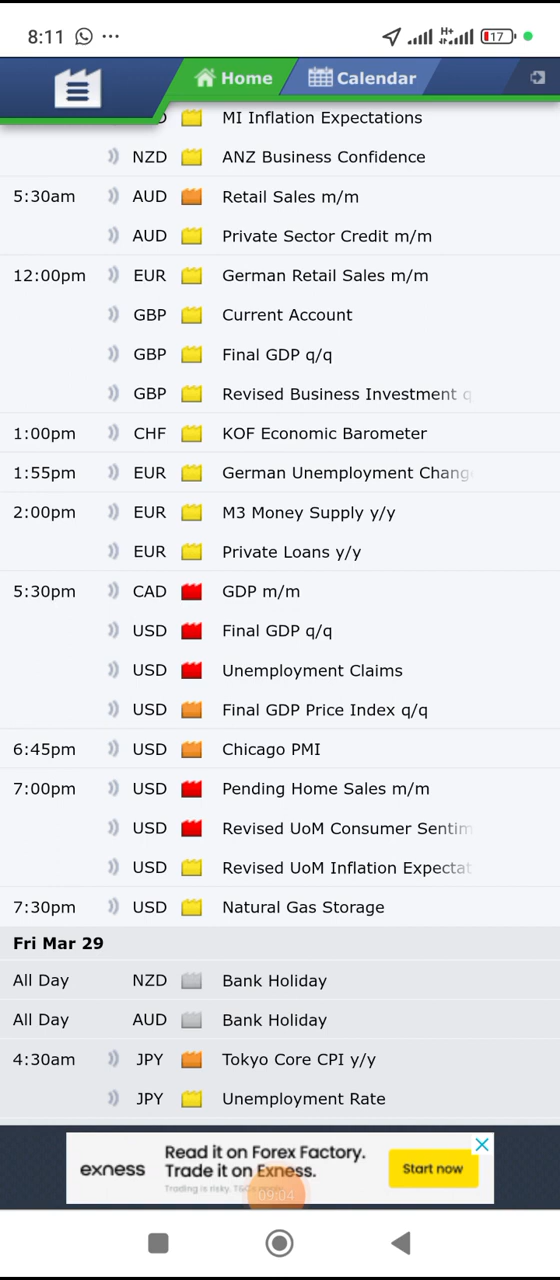 8:11 ... H+ 17
Home Calendar
MI Inflation Expectations
NZD ANZ Business Confidence
5:30am AUD Retail Sales m/m
AUD Private Sector Credit m/m
12:00pm EUR German Retail Sales m/m
GBP Current Account
GBP Final GDP q/q
GBP Revised Business Investment q
1:00pm CHF KOF Economic Barometer
1:55pm EUR German Unemployment Chang
2:00pm EUR M3 Money Supply y/y
EUR Private Loans y/y
5:30pm CAD GDP m/m
USD Final GDP q/q
USD Unemployment Claims
USD Final GDP Price Index q/q
6:45pm USD Chicago PMI
7:00pm USD Pending Home Sales m/m
USD Revised UoM Consumer Sentim
USD Revised UoM Inflation Expectat
7:30pm USD Natural Gas Storage
Fri Mar 29
All Day NZD Bank Holiday
All Day AUD Bank Holiday
4:30am JPY Tokyo Core CPI y/y
JPY Unemployment Rate
exness
Read it on Forex Factory.
Trade it on Exness.
Trading is risky.
Start now
09:04